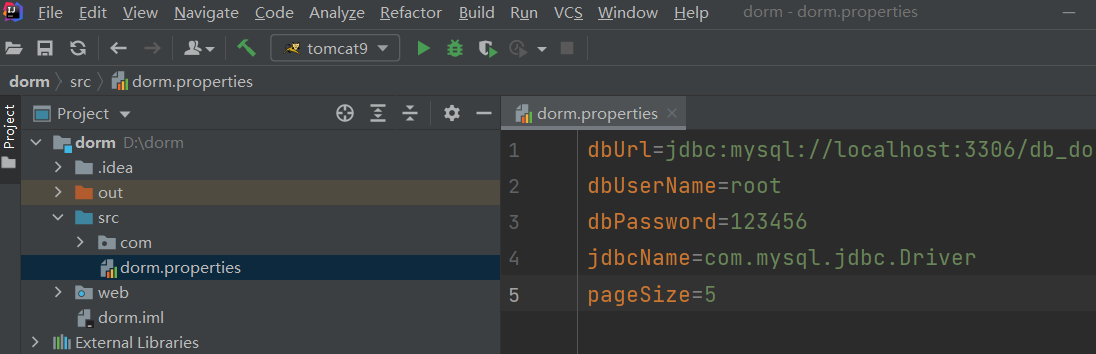 File Edit View Navigate Code Analyze Refactor Build Run VCS Window Help dorm - dorm.properties
tomcat9
dorm src dorm.properties
Project
Project
dorm D:\dorm
.idea
out
src
com
dorm.properties
web
dorm.iml
External Libraries
dorm.properties
1 dbUrl=jdbc:mysql://localhost:3306/db_do
2 dbUserName=root
3 dbPassword=123456
4 jdbcName=com.mysql.jdbc.Driver
5 pageSize=5